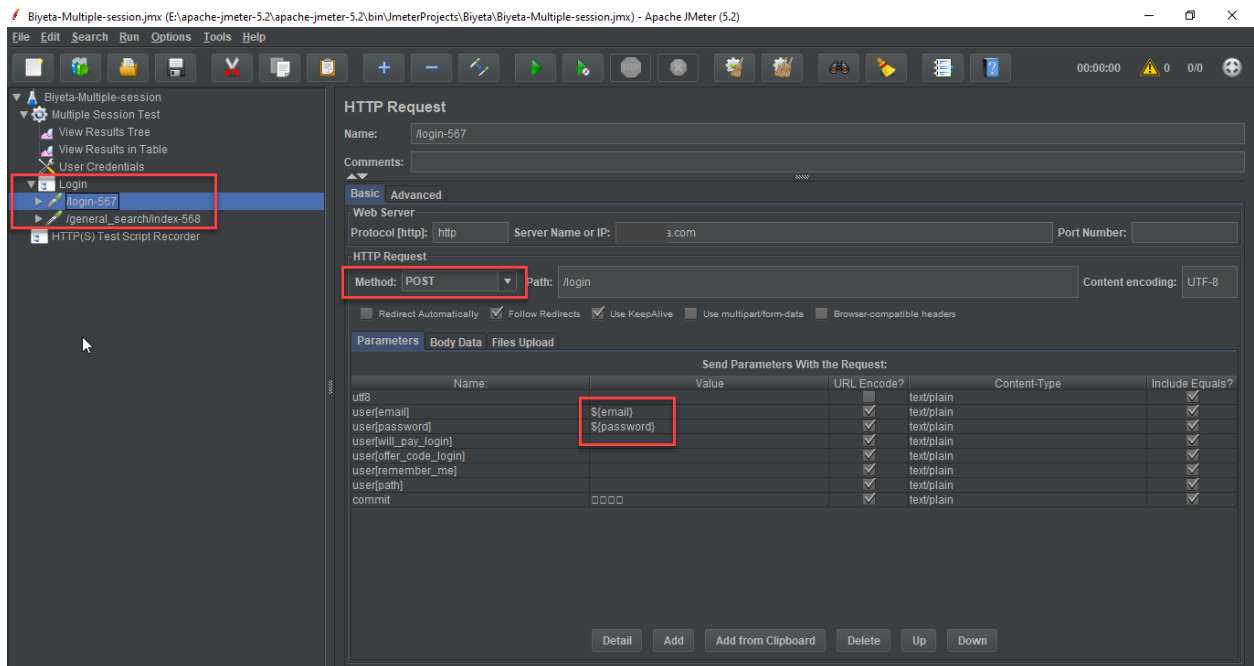 Biyeta-Multiple-session.jmx (E:\apache-jmeter-5.2\apache-jmeter-5.2\bin\JmeterProjects\Biyeta\Biyeta-Multiple-session.jmx) - Apache JMeter (5.2)
File Edit Search Run Options Tools Help
00:00:00 0 0/0
Biyeta-Multiple-session
Multiple Session Test
View Results Tree
View Results in Table
User Credentials
Login
/login-567
/general_search/index-568
HTTP(S) Test Script Recorder
HTTP Request
Name: /login-567
Comments:
Basic Advanced
Web Server
Protocol [http]: http Server Name or IP: a.com Port Number:
HTTP Request
Method: POST Path: /login Content encoding: UTF-8
Redirect Automatically Follow Redirects Use KeepAlive Use multipart/form-data Browser-compatible headers
Parameters Body Data Files Upload
Send Parameters With the Request:
Name: Value URL Encode? Content-Type Include Equals?
utf8 text/plain
user[email] ${email} text/plain
user[password] ${password} text/plain
user[will_pay_login] text/plain
user[offer_code_login] text/plain
user[remember_me] text/plain
user[path] text/plain
commit □□□□ text/plain
Detail Add Add from Clipboard Delete Up Down